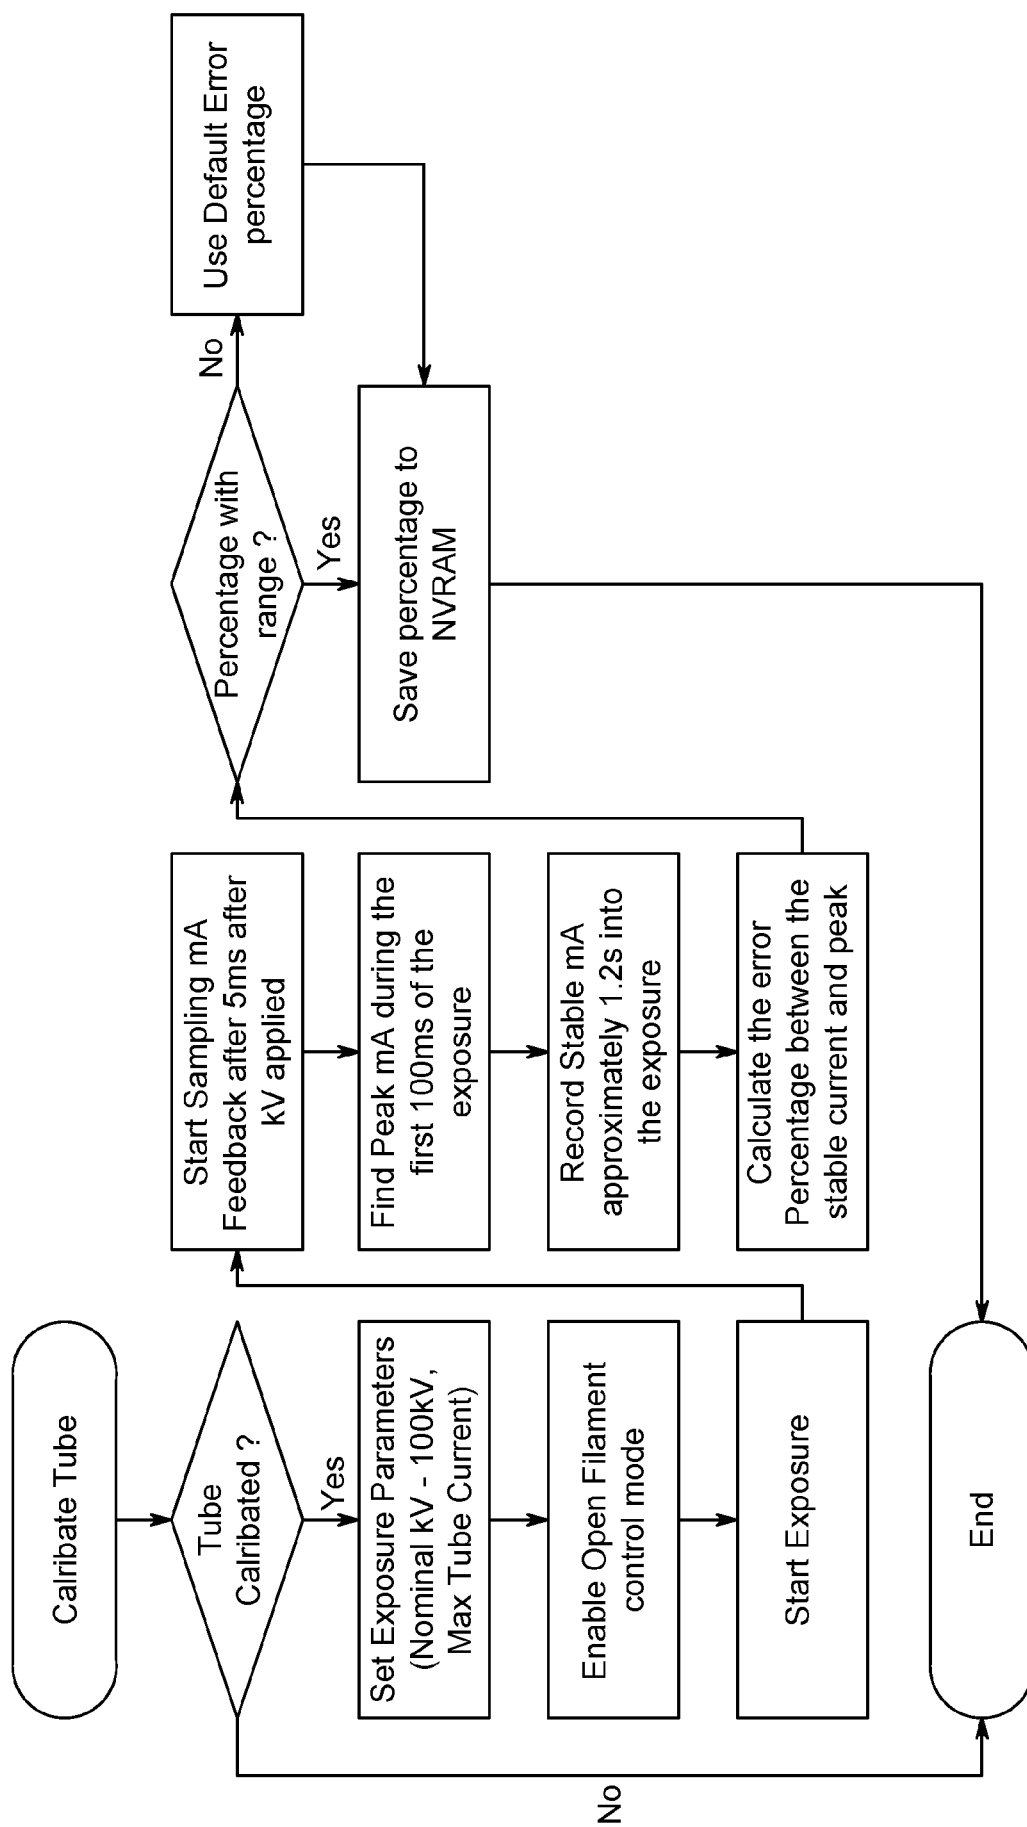 Calribate Tube
Tube
Calribated ?
Yes
No
Set Exposure Parameters
(Nominal kV - 100kV,
Max Tube Current)
Enable Open Filament
control mode
Start Exposure
Start Sampling mA
Feedback after 5ms after
kV applied
Find Peak mA during the
first 100ms of the
exposure
Record Stable mA
approximately 1.2s into
the exposure
Calculate the error
Percentage between the
stable current and peak
Percentage with
range ?
No
Yes
Use Default Error
percentage
Save percentage to
NVRAM
End